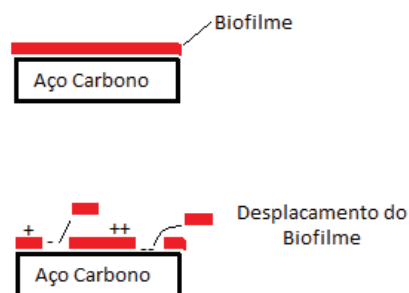 Biofilme
Aço Carbono
+
-
++
--
Desplacamento do
Biofilme
Aço Carbono